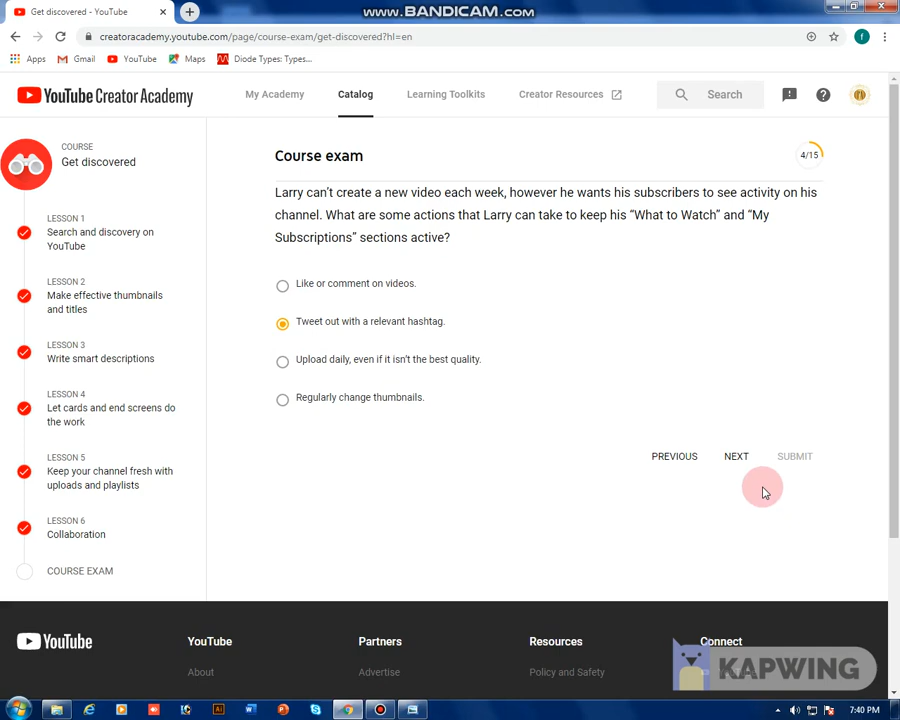 www.BANDICAM.com
Get discovered - YouTube
creatoracademy.youtube.com/page/course-exam/get-discovered?hl=en
f
Apps Gmail YouTube Maps Diode Types: Types...
YouTube Creator Academy
My Academy Catalog Learning Toolkits Creator Resources Search
COURSE
Get discovered
LESSON 1
Search and discovery on
YouTube
LESSON 2
Make effective thumbnails
and titles
LESSON 3
Write smart descriptions
LESSON 4
Let cards and end screens do
the work
LESSON 5
Keep your channel fresh with
uploads and playlists
LESSON 6
Collaboration
COURSE EXAM
Course exam
4/15
Larry can't create a new video each week, however he wants his subscribers to see activity on his
channel. What are some actions that Larry can take to keep his “What to Watch” and “My
Subscriptions” sections active?
Like or comment on videos.
Tweet out with a relevant hashtag.
Upload daily, even if it isn't the best quality.
Regularly change thumbnails.
PREVIOUS NEXT SUBMIT
YouTube
YouTube
About
Partners
Advertise
Resources
Policy and Safety
Connect
KAPWING
7:40 PM